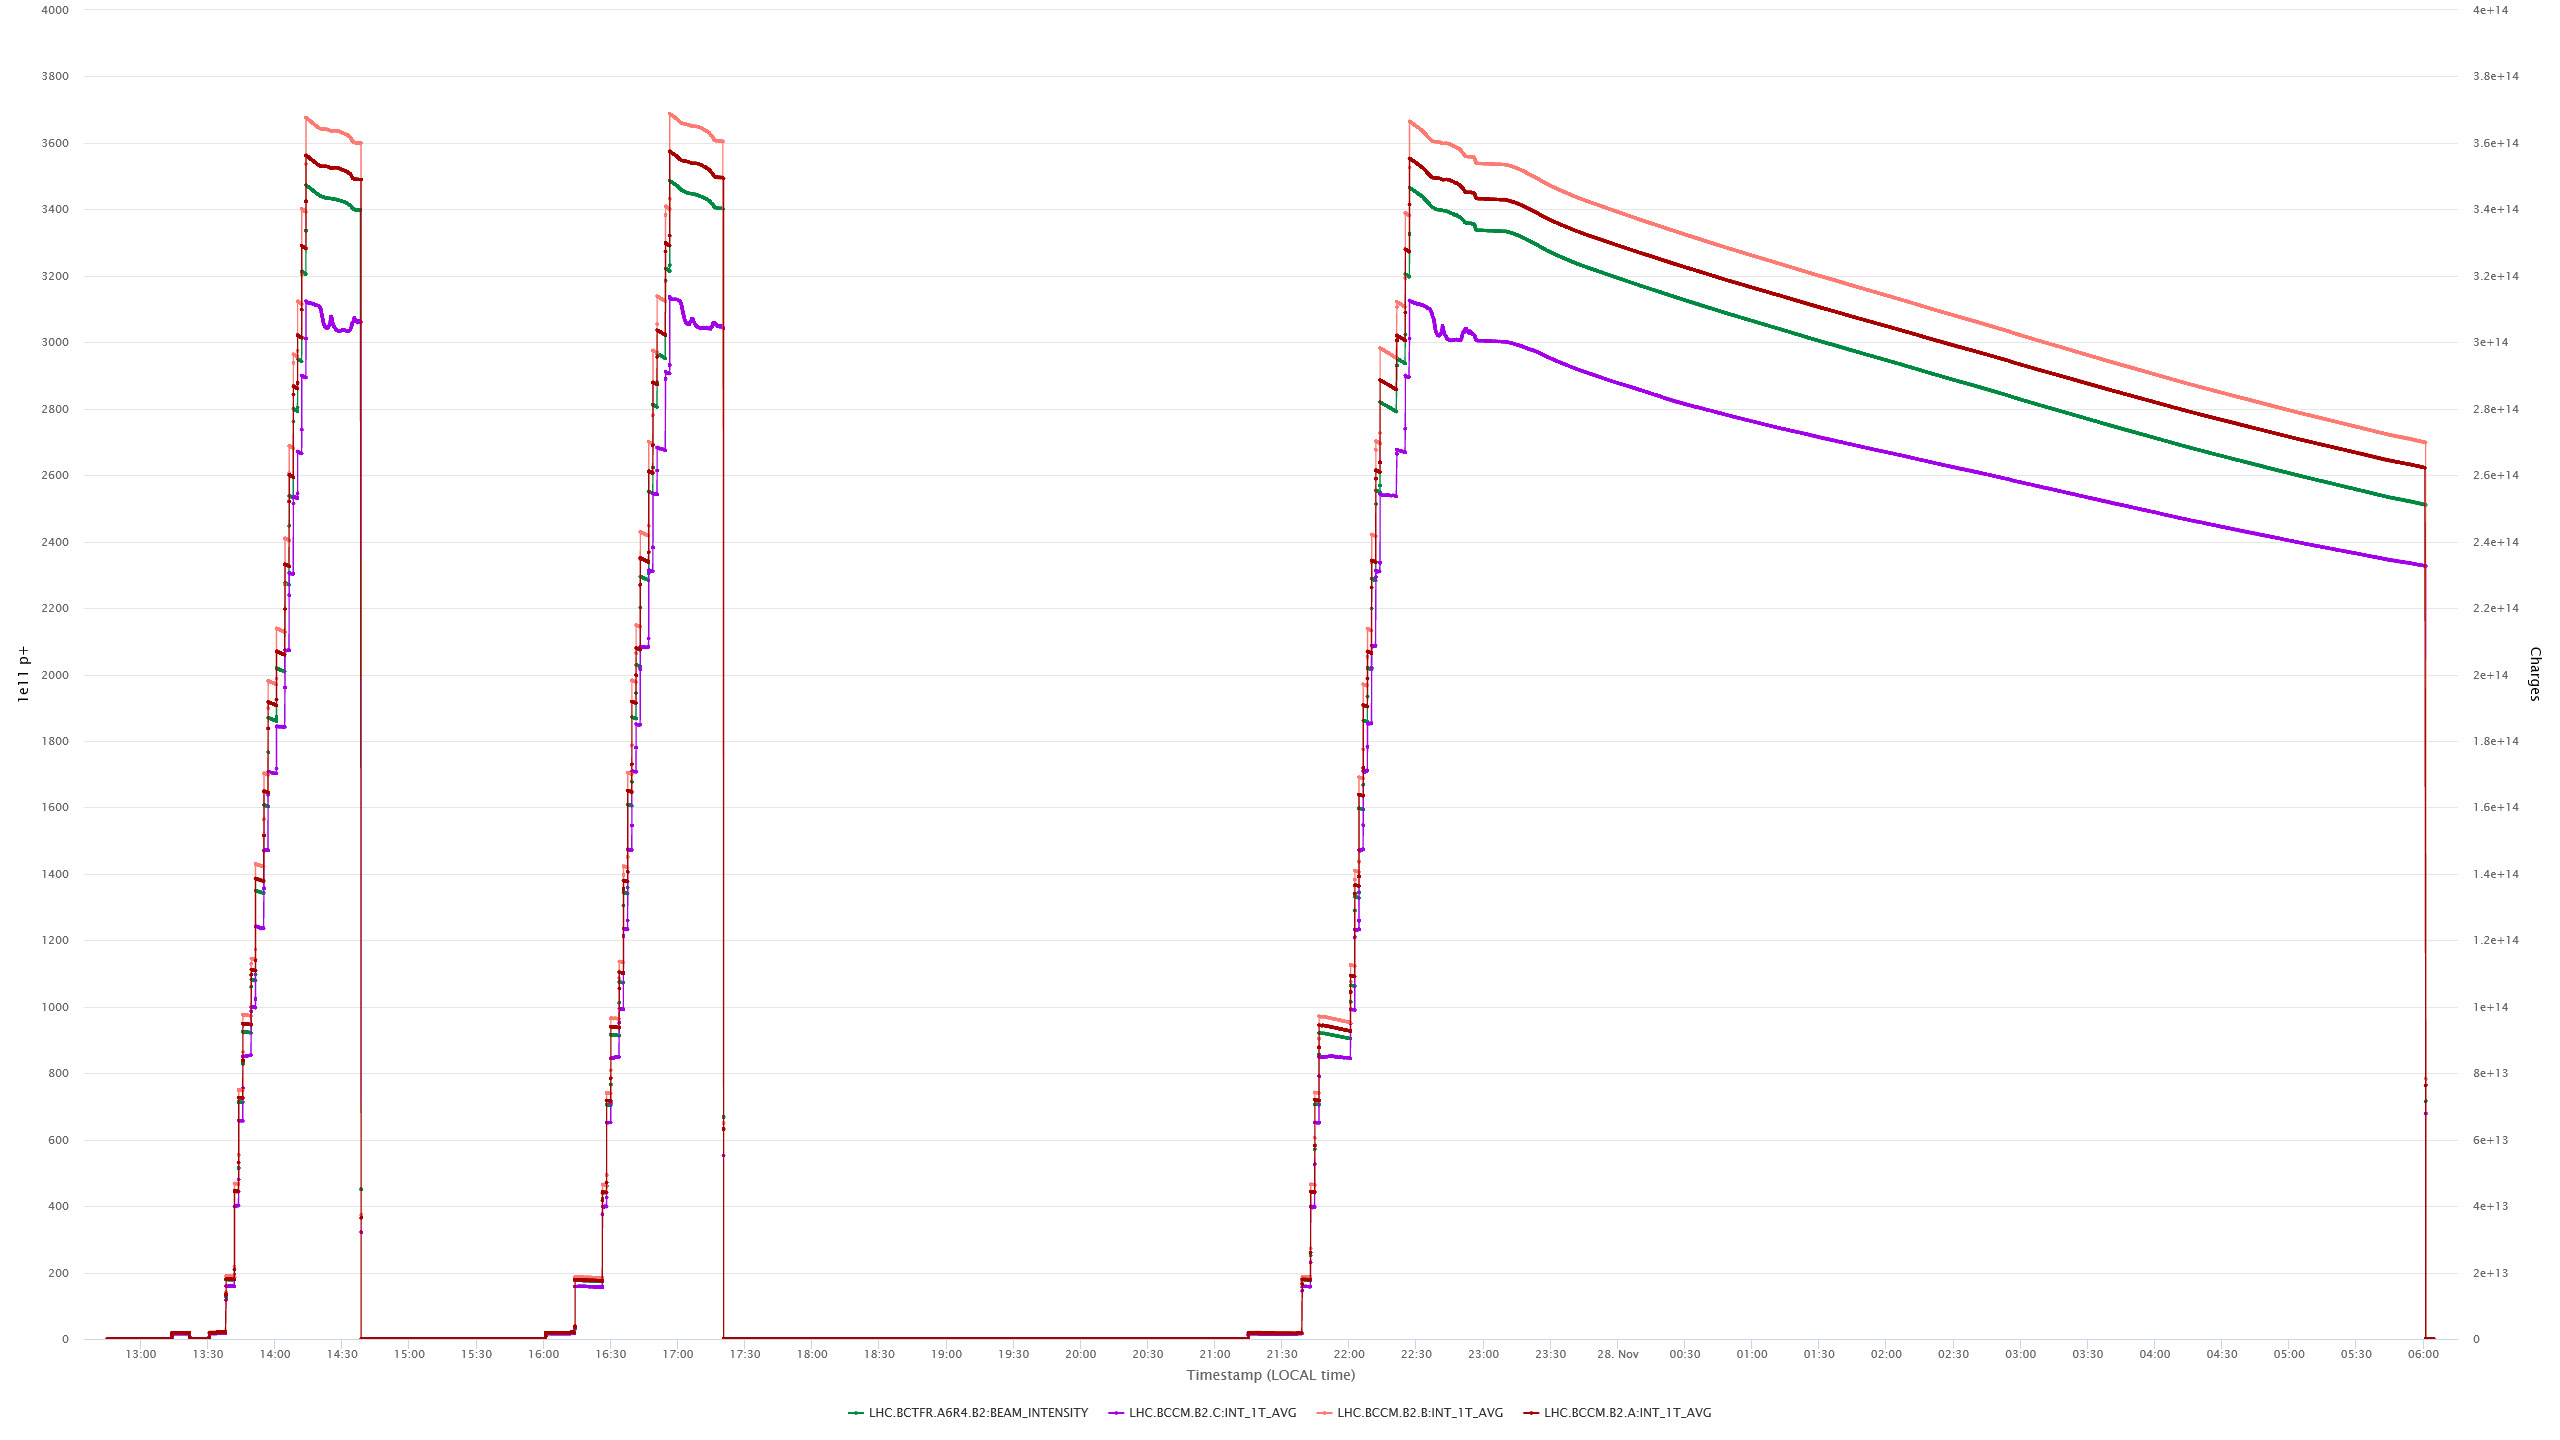 4000
3800
3600
3400
3200
3000
2800
2600
2400
2200
2000
1800
1600
1400
1200
1000
800
600
400
200
0
1e11 p+
4e+14
3.8e+14
3.6e+14
3.4e+14
3.2e+14
3e+14
2.8e+14
2.6e+14
2.4e+14
2.2e+14
2e+14
1.8e+14
1.6e+14
1.4e+14
1.2e+14
1e+14
8e+13
6e+13
4e+13
2e+13
0
Charges
13:00 13:30 14:00 14:30 15:00 15:30 16:00 16:30 17:00 17:30 18:00 18:30 19:00 19:30 20:00 20:30 21:00 21:30 22:00 22:30 23:00 23:30 28. Nov 00:30 01:00 01:30 02:00 02:30 03:00 03:30 04:00 04:30 05:00 05:30 06:00
Timestamp (LOCAL time)
LHC.BCTFR.A6R4.B2:BEAM_INTENSITY LHC.BCCM.B2.C:INT_1T_AVG LHC.BCCM.B2.B:INT_1T_AVG LHC.BCCM.B2.A:INT_1T_AVG